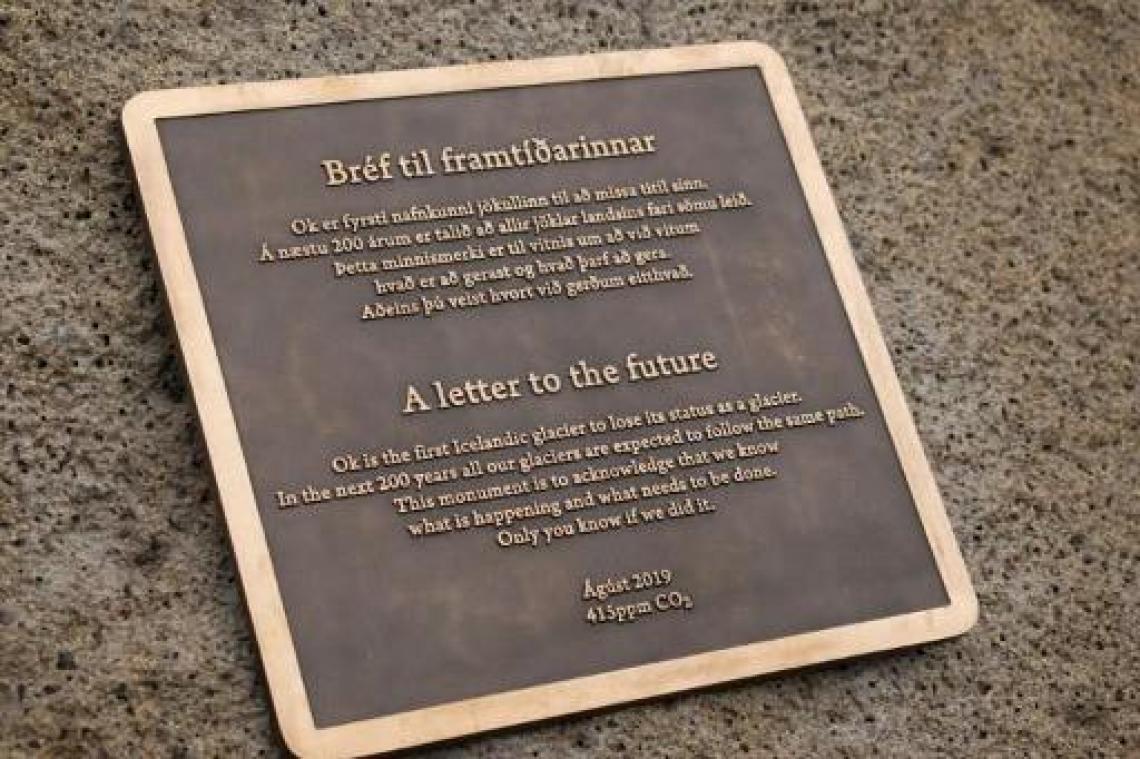 Bréf til framtíðarinnar
Ok er fyrsti nafnkunni jökullinn til að missa titil sinn.
Á næstu 200 árum er talið að allir jöklar landsins fari sömu leið.
Þetta minnismerki er til vitnis um að við vitum
hvað er að gerast og hvað þarf að gera.
Aðeins þú veist hvort við gerðum eitthvað.
A letter to the future
Ok is the first Icelandic glacier to lose its status as a glacier.
In the next 200 years all our glaciers are expected to follow the same path.
This monument is to acknowledge that we know
what is happening and what needs to be done.
Only you know if we did it.
Ágúst 2019
415ppm CO₂